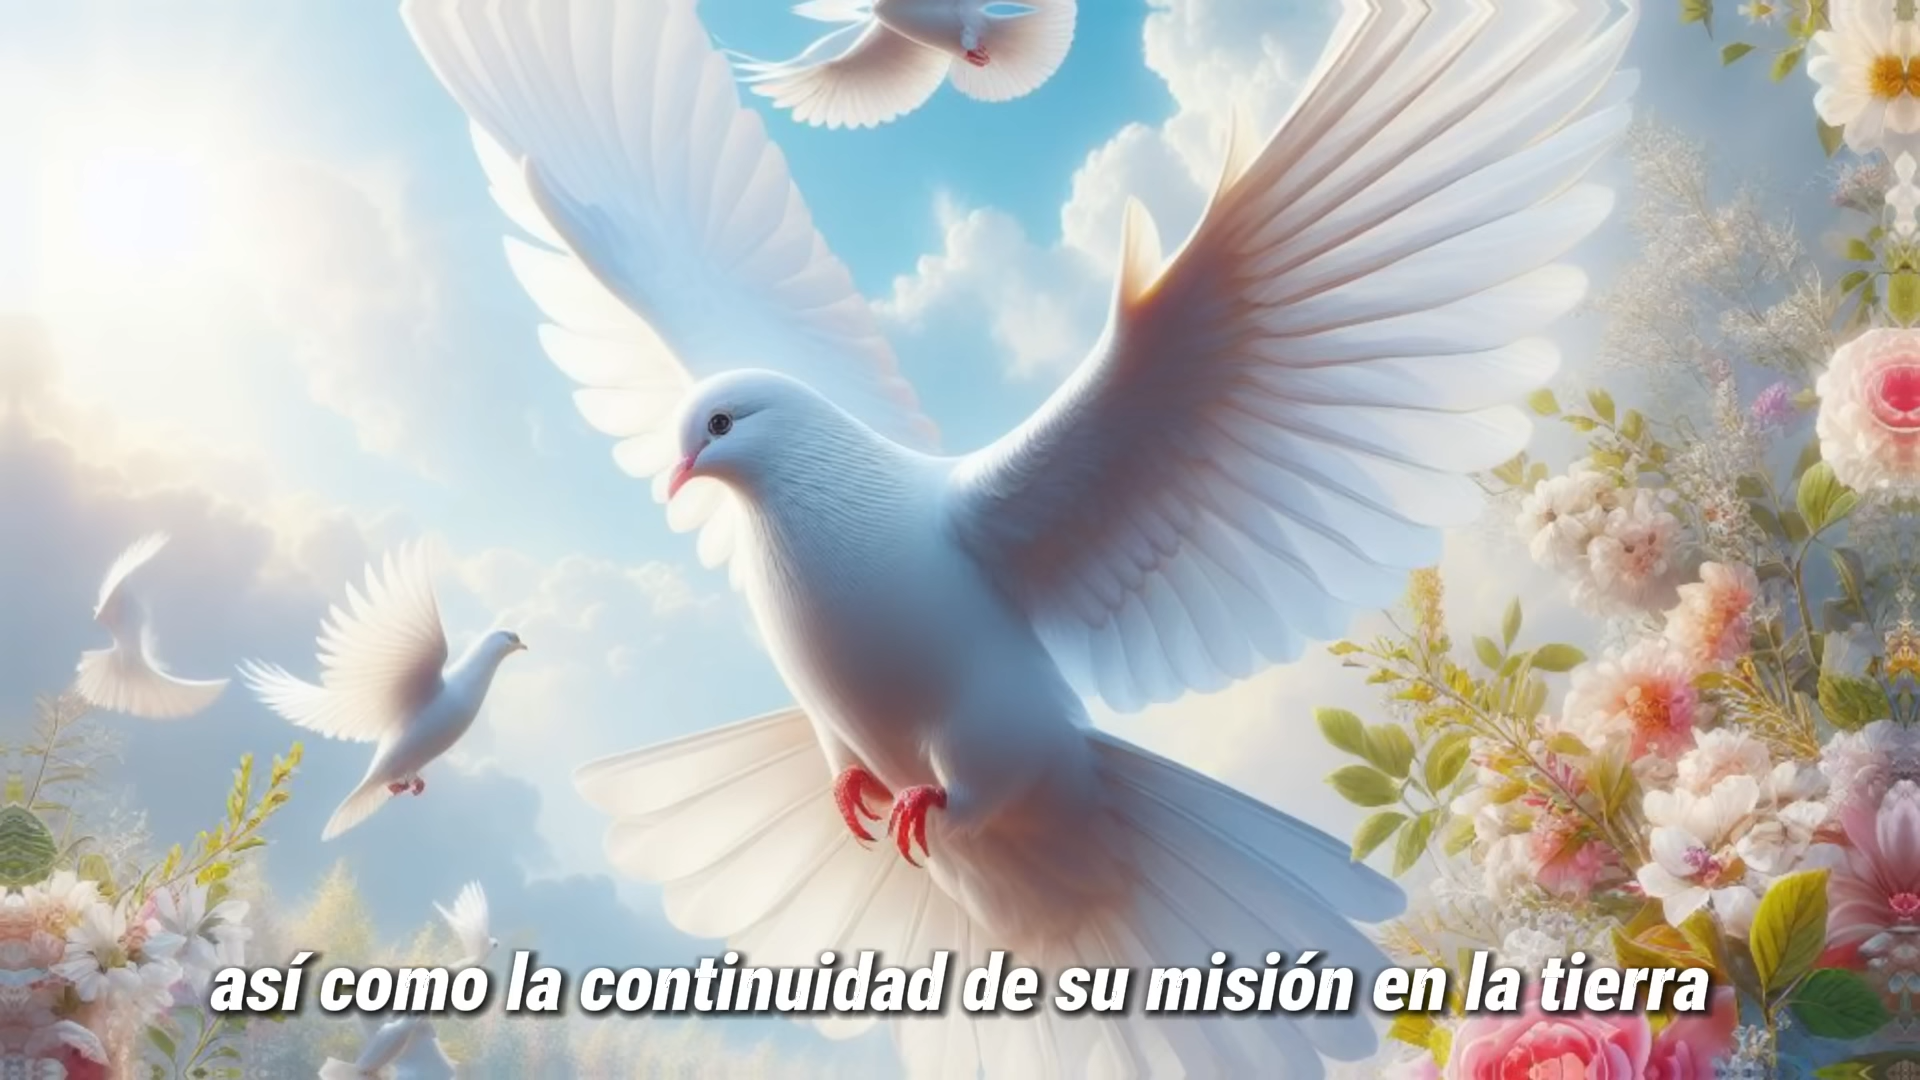 así como la continuidad de su misión en la tierra